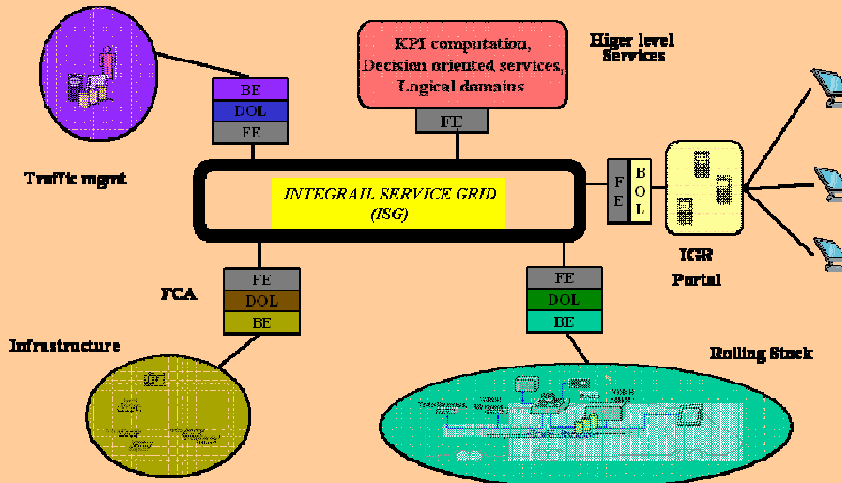 KPI computation,
Decision oriented services,
Logical domains
Higer level
Services
BE
DOL
FE
FE
Traffic mgmt
INTEGRAIL SERVICE GRID
(ISG)
F
E
B
O
L
IGR
Portal
FCA
FE
DOL
BE
FE
DOL
BE
Infrastructure
Rolling Stock